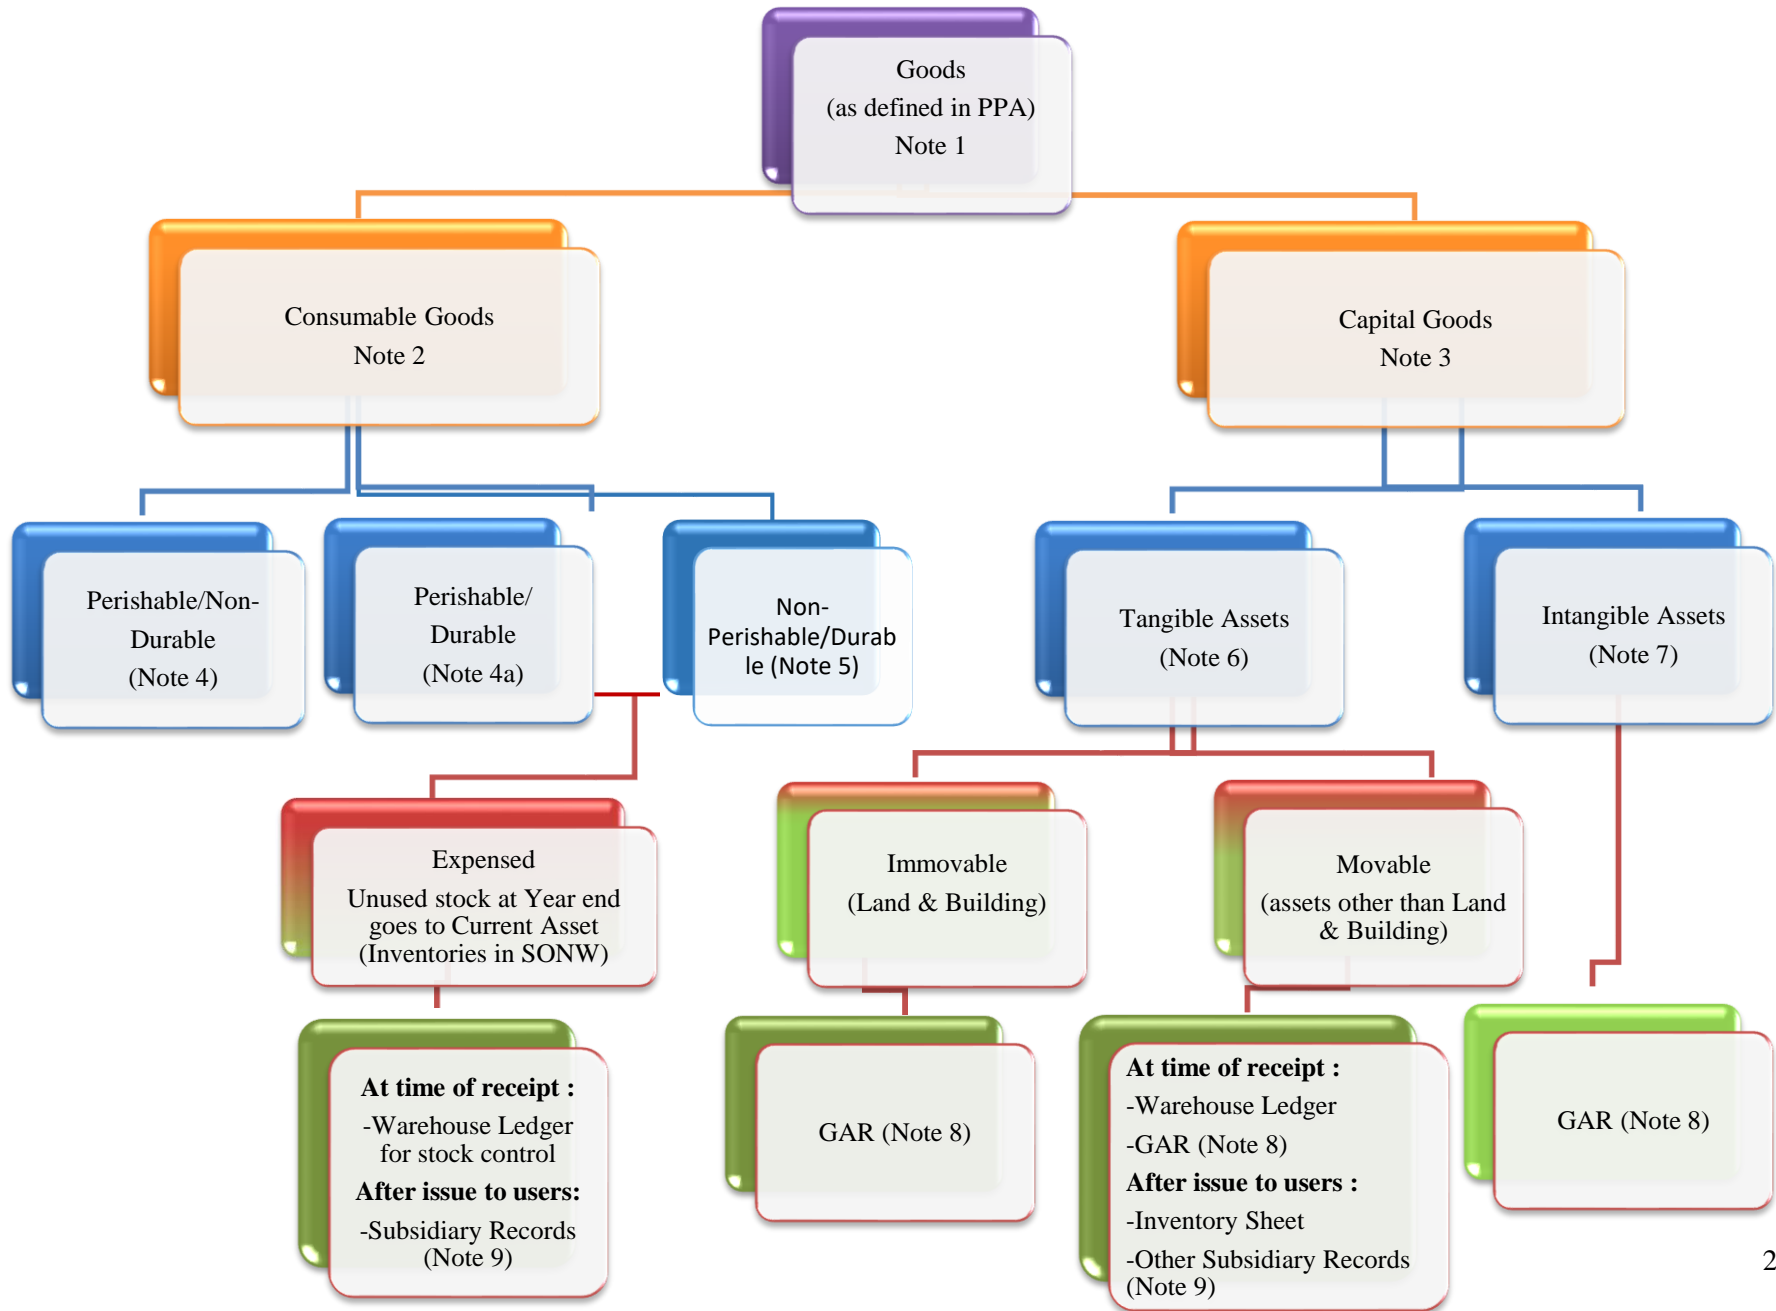 Goods
(as defined in PPA)
Note 1
Consumable Goods
Note 2
Capital Goods
Note 3
Perishable/Non-
Durable
(Note 4)
Perishable/
Durable
(Note 4a)
Non-
Perishable/Durab
le (Note 5)
Tangible Assets
(Note 6)
Intangible Assets
(Note 7)
Expensed
Unused stock at Year end
goes to Current Asset
(Inventories in SONW)
Immovable
(Land & Building)
Movable
(assets other than Land
& Building)
At time of receipt :
-Warehouse Ledger
for stock control
After issue to users:
-Subsidiary Records
(Note 9)
GAR (Note 8)
At time of receipt :
-Warehouse Ledger
-GAR (Note 8)
After issue to users :
-Inventory Sheet
-Other Subsidiary Records
(Note 9)
GAR (Note 8)
2